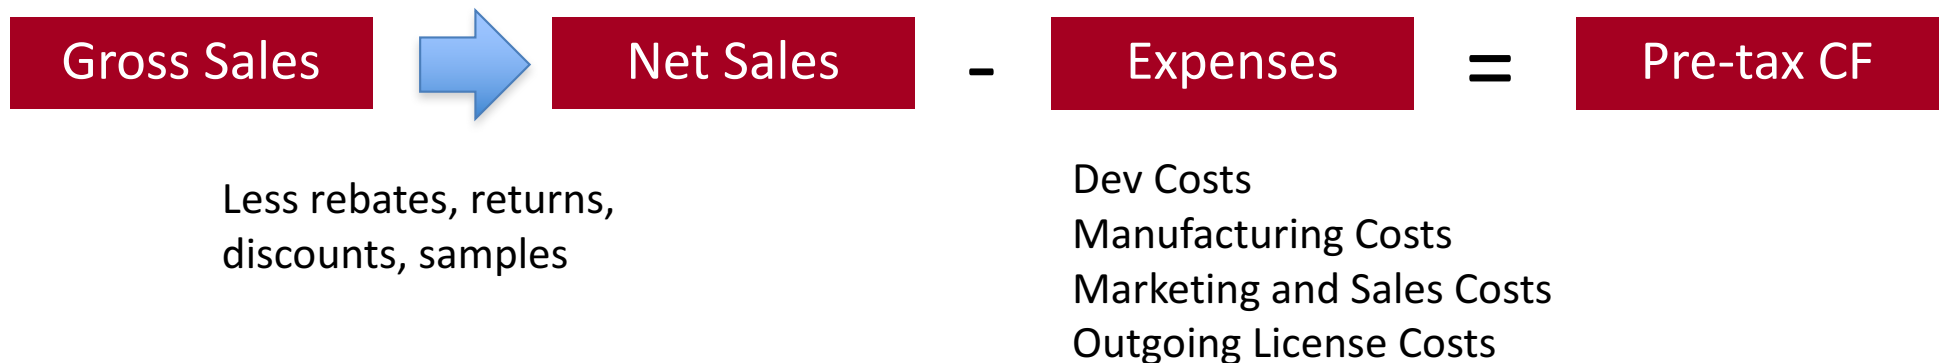 Gross Sales
Net Sales
-
Expenses
=
Pre-tax CF
Less rebates, returns,
discounts, samples
Dev Costs
Manufacturing Costs
Marketing and Sales Costs
Outgoing License Costs